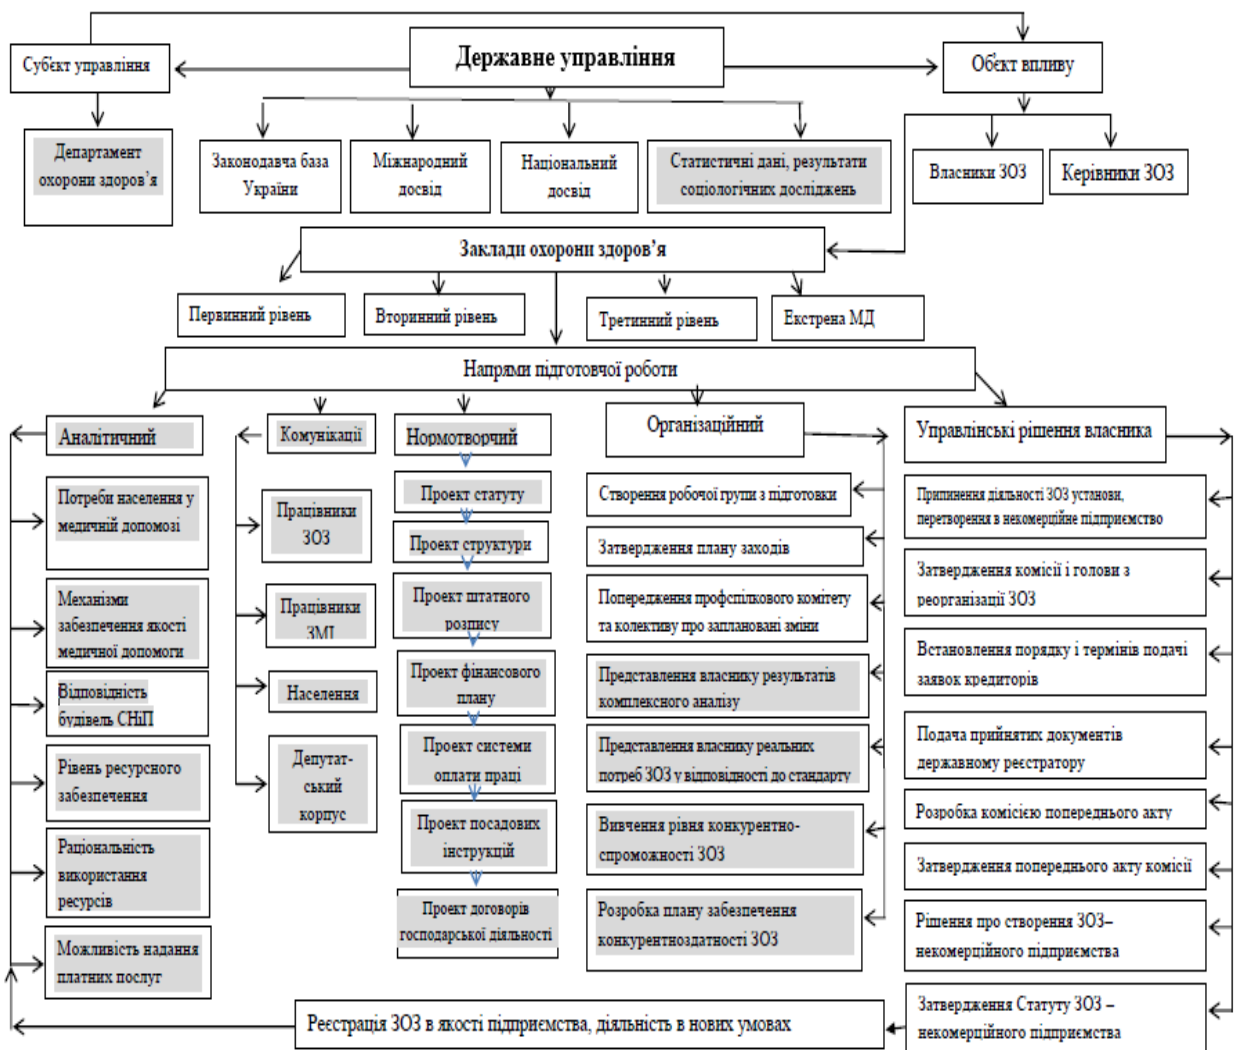 Державне управління
Суб'єкт управління
Об'єкт впливу
Департамент
охорони здоров’я
Законодавча база
України
Міжнародний
досвід
Національний
досвід
Статистичні дані, результати
соціологічних досліджень
Власники ЗОЗ
Керівники ЗОЗ
Заклади охорони здоров’я
Первинний рівень
Вторинний рівень
Третинний рівень
Екстрена МД
Напрями підготовчої роботи
Аналітичний
Потреби населення у
медичній допомозі
Механізми
забезпечення якості
медичної допомоги
Відповідність
будівель СНіП
Рівень ресурсного
забезпечення
Раціональність
використання
ресурсів
Можливість надання
платних послуг
Комунікації
Працівники
ЗОЗ
Працівники
ЗМІ
Населення
Депутат-
ський
корпус
Нормотворчий
Проект статуту
Проект структури
Проект штатного
розпису
Проект фінансового
плану
Проект системи
оплати праці
Проект посадових
інструкцій
Проект договорів
господарської діяльності
Організаційний
Створення робочої групи з підготовки
Затвердження плану заходів
Попередження профспілкового комітету
та колективу про заплановані зміни
Представлення власнику результатів
комплексного аналізу
Представлення власнику реальних
потреб ЗОЗ у відповідності до стандарту
Вивчення рівня конкурентно-
спроможності ЗОЗ
Розробка плану забезпечення
конкурентноздатності ЗОЗ
Управлінські рішення власника
Припинення діяльності ЗОЗ установи,
перетворення в некомерційне підприємство
Затвердження комісії і голови з
реорганізації ЗОЗ
Встановлення порядку і термінів подачі
заявок кредиторів
Подача прийнятих документів
державному реєстратору
Розробка комісією попереднього акту
Затвердження попереднього акту комісії
Рішення про створення ЗОЗ–
некомерційного підприємства
Затвердження Статуту ЗОЗ –
некомерційного підприємства
Реєстрація ЗОЗ в якості підприємства, діяльність в нових умовах